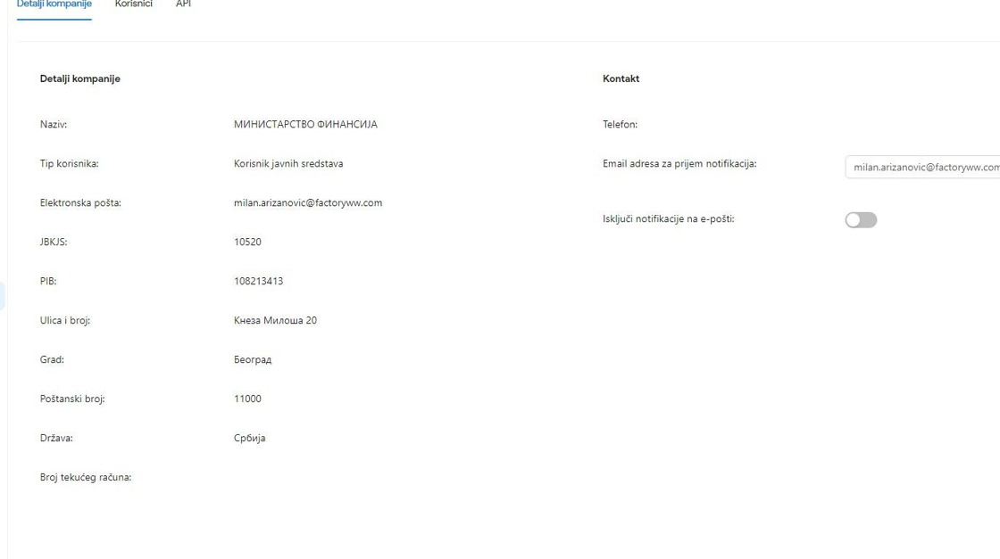 Detalji kompanije Korisnici API
Detalji kompanije
Naziv: МИНИСТАРСТВО ФИНАНСИЈА
Tip korisnika: Korisnik javnih sredstava
Elektronska pošta: milan.arizanovic@factoryww.com
JBKJS: 10520
PIB: 108213413
Ulica i broj: Кнеза Милоша 20
Grad: Београд
Poštanski broj: 11000
Država: Србија
Broj tekućeg računa:
Kontakt
Telefon:
Email adresa za prijem notifikacija: milan.arizanovic@factoryww.com
Isključi notifikacije na e-pošti: